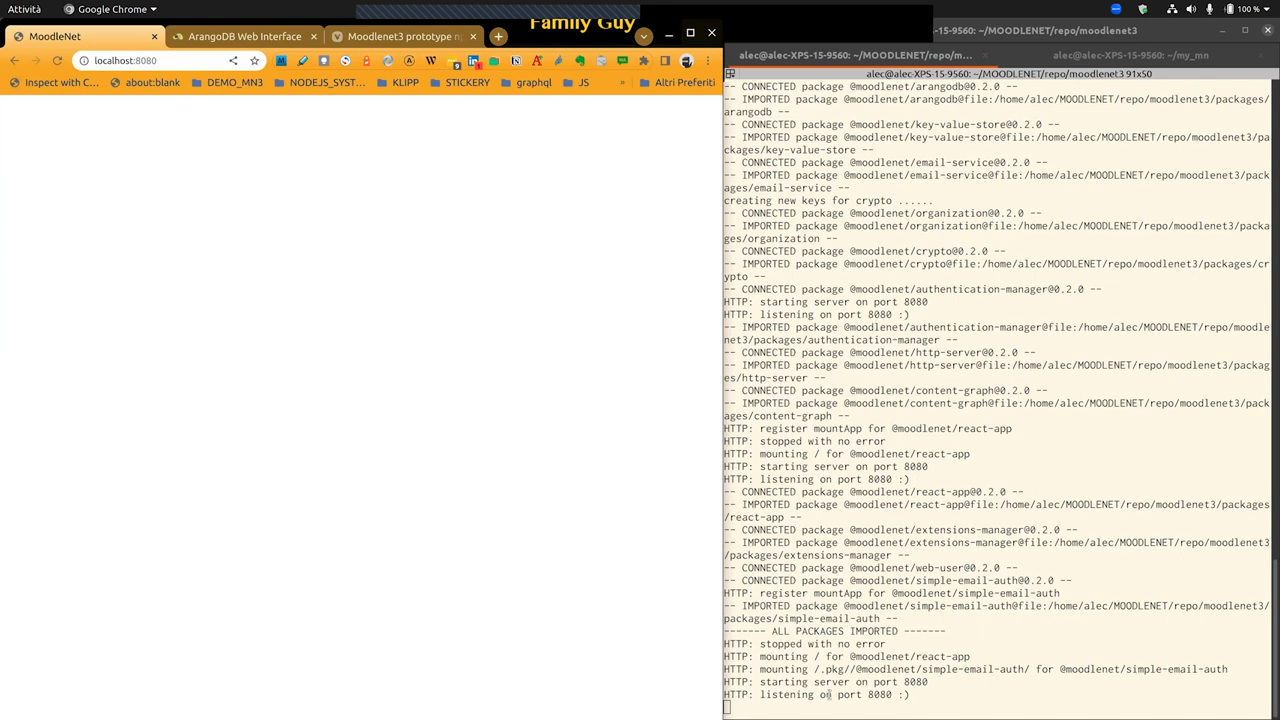 Attività
Google Chrome
100 %
Family Guy
MoodleNet
ArangoDB Web Interface
Moodlenet3 prototype np
localhost:8080
Inspect with C...
about:blank
DEMO_MN3
NODEJS_SYST...
KLIPP
STICKERY
graphql
JS
»
Altri Preferiti
alec@alec-XPS-15-9560: ~/MOODLENET/repo/m...
alec@alec-XPS-15-9560: ~/my_mn
alec@alec-XPS-15-9560: ~/MOODLENET/repo/moodlenet3 91x50
-- CONNECTED package @moodlenet/arangodb@0.2.0 --
-- IMPORTED package @moodlenet/arangodb@file:/home/alec/MOODLENET/repo/moodlenet3/packages/
arangodb --
-- CONNECTED package @moodlenet/key-value-store@0.2.0 --
-- IMPORTED package @moodlenet/key-value-store@file:/home/alec/MOODLENET/repo/moodlenet3/pa
ckages/key-value-store --
-- CONNECTED package @moodlenet/email-service@0.2.0 --
-- IMPORTED package @moodlenet/email-service@file:/home/alec/MOODLENET/repo/moodlenet3/pack
ages/email-service --
creating new keys for crypto ......
-- CONNECTED package @moodlenet/organization@0.2.0 --
-- IMPORTED package @moodlenet/organization@file:/home/alec/MOODLENET/repo/moodlenet3/packa
ges/organization --
-- CONNECTED package @moodlenet/crypto@0.2.0 --
-- IMPORTED package @moodlenet/crypto@file:/home/alec/MOODLENET/repo/moodlenet3/packages/cr
ypto --
-- CONNECTED package @moodlenet/authentication-manager@0.2.0 --
HTTP: starting server on port 8080
HTTP: listening on port 8080 :)
-- IMPORTED package @moodlenet/authentication-manager@file:/home/alec/MOODLENET/repo/moodle
net3/packages/authentication-manager --
-- CONNECTED package @moodlenet/http-server@0.2.0 --
-- IMPORTED package @moodlenet/http-server@file:/home/alec/MOODLENET/repo/moodlenet3/packag
es/http-server --
-- CONNECTED package @moodlenet/content-graph@0.2.0 --
-- IMPORTED package @moodlenet/content-graph@file:/home/alec/MOODLENET/repo/moodlenet3/pack
ages/content-graph --
HTTP: register mountApp for @moodlenet/react-app
HTTP: stopped with no error
HTTP: mounting / for @moodlenet/react-app
HTTP: starting server on port 8080
HTTP: listening on port 8080 :)
-- CONNECTED package @moodlenet/react-app@0.2.0 --
-- IMPORTED package @moodlenet/react-app@file:/home/alec/MOODLENET/repo/moodlenet3/packages
/react-app --
-- CONNECTED package @moodlenet/extensions-manager@0.2.0 --
-- IMPORTED package @moodlenet/extensions-manager@file:/home/alec/MOODLENET/repo/moodlenet3
/packages/extensions-manager --
-- CONNECTED package @moodlenet/web-user@0.2.0 --
-- CONNECTED package @moodlenet/simple-email-auth@0.2.0 --
HTTP: register mountApp for @moodlenet/simple-email-auth
-- IMPORTED package @moodlenet/simple-email-auth@file:/home/alec/MOODLENET/repo/moodlenet3/
packages/simple-email-auth --
------- ALL PACKAGES IMPORTED -------
HTTP: stopped with no error
HTTP: mounting / for @moodlenet/react-app
HTTP: mounting /.pkg//@moodlenet/simple-email-auth/ for @moodlenet/simple-email-auth
HTTP: starting server on port 8080
HTTP: listening on port 8080 :)